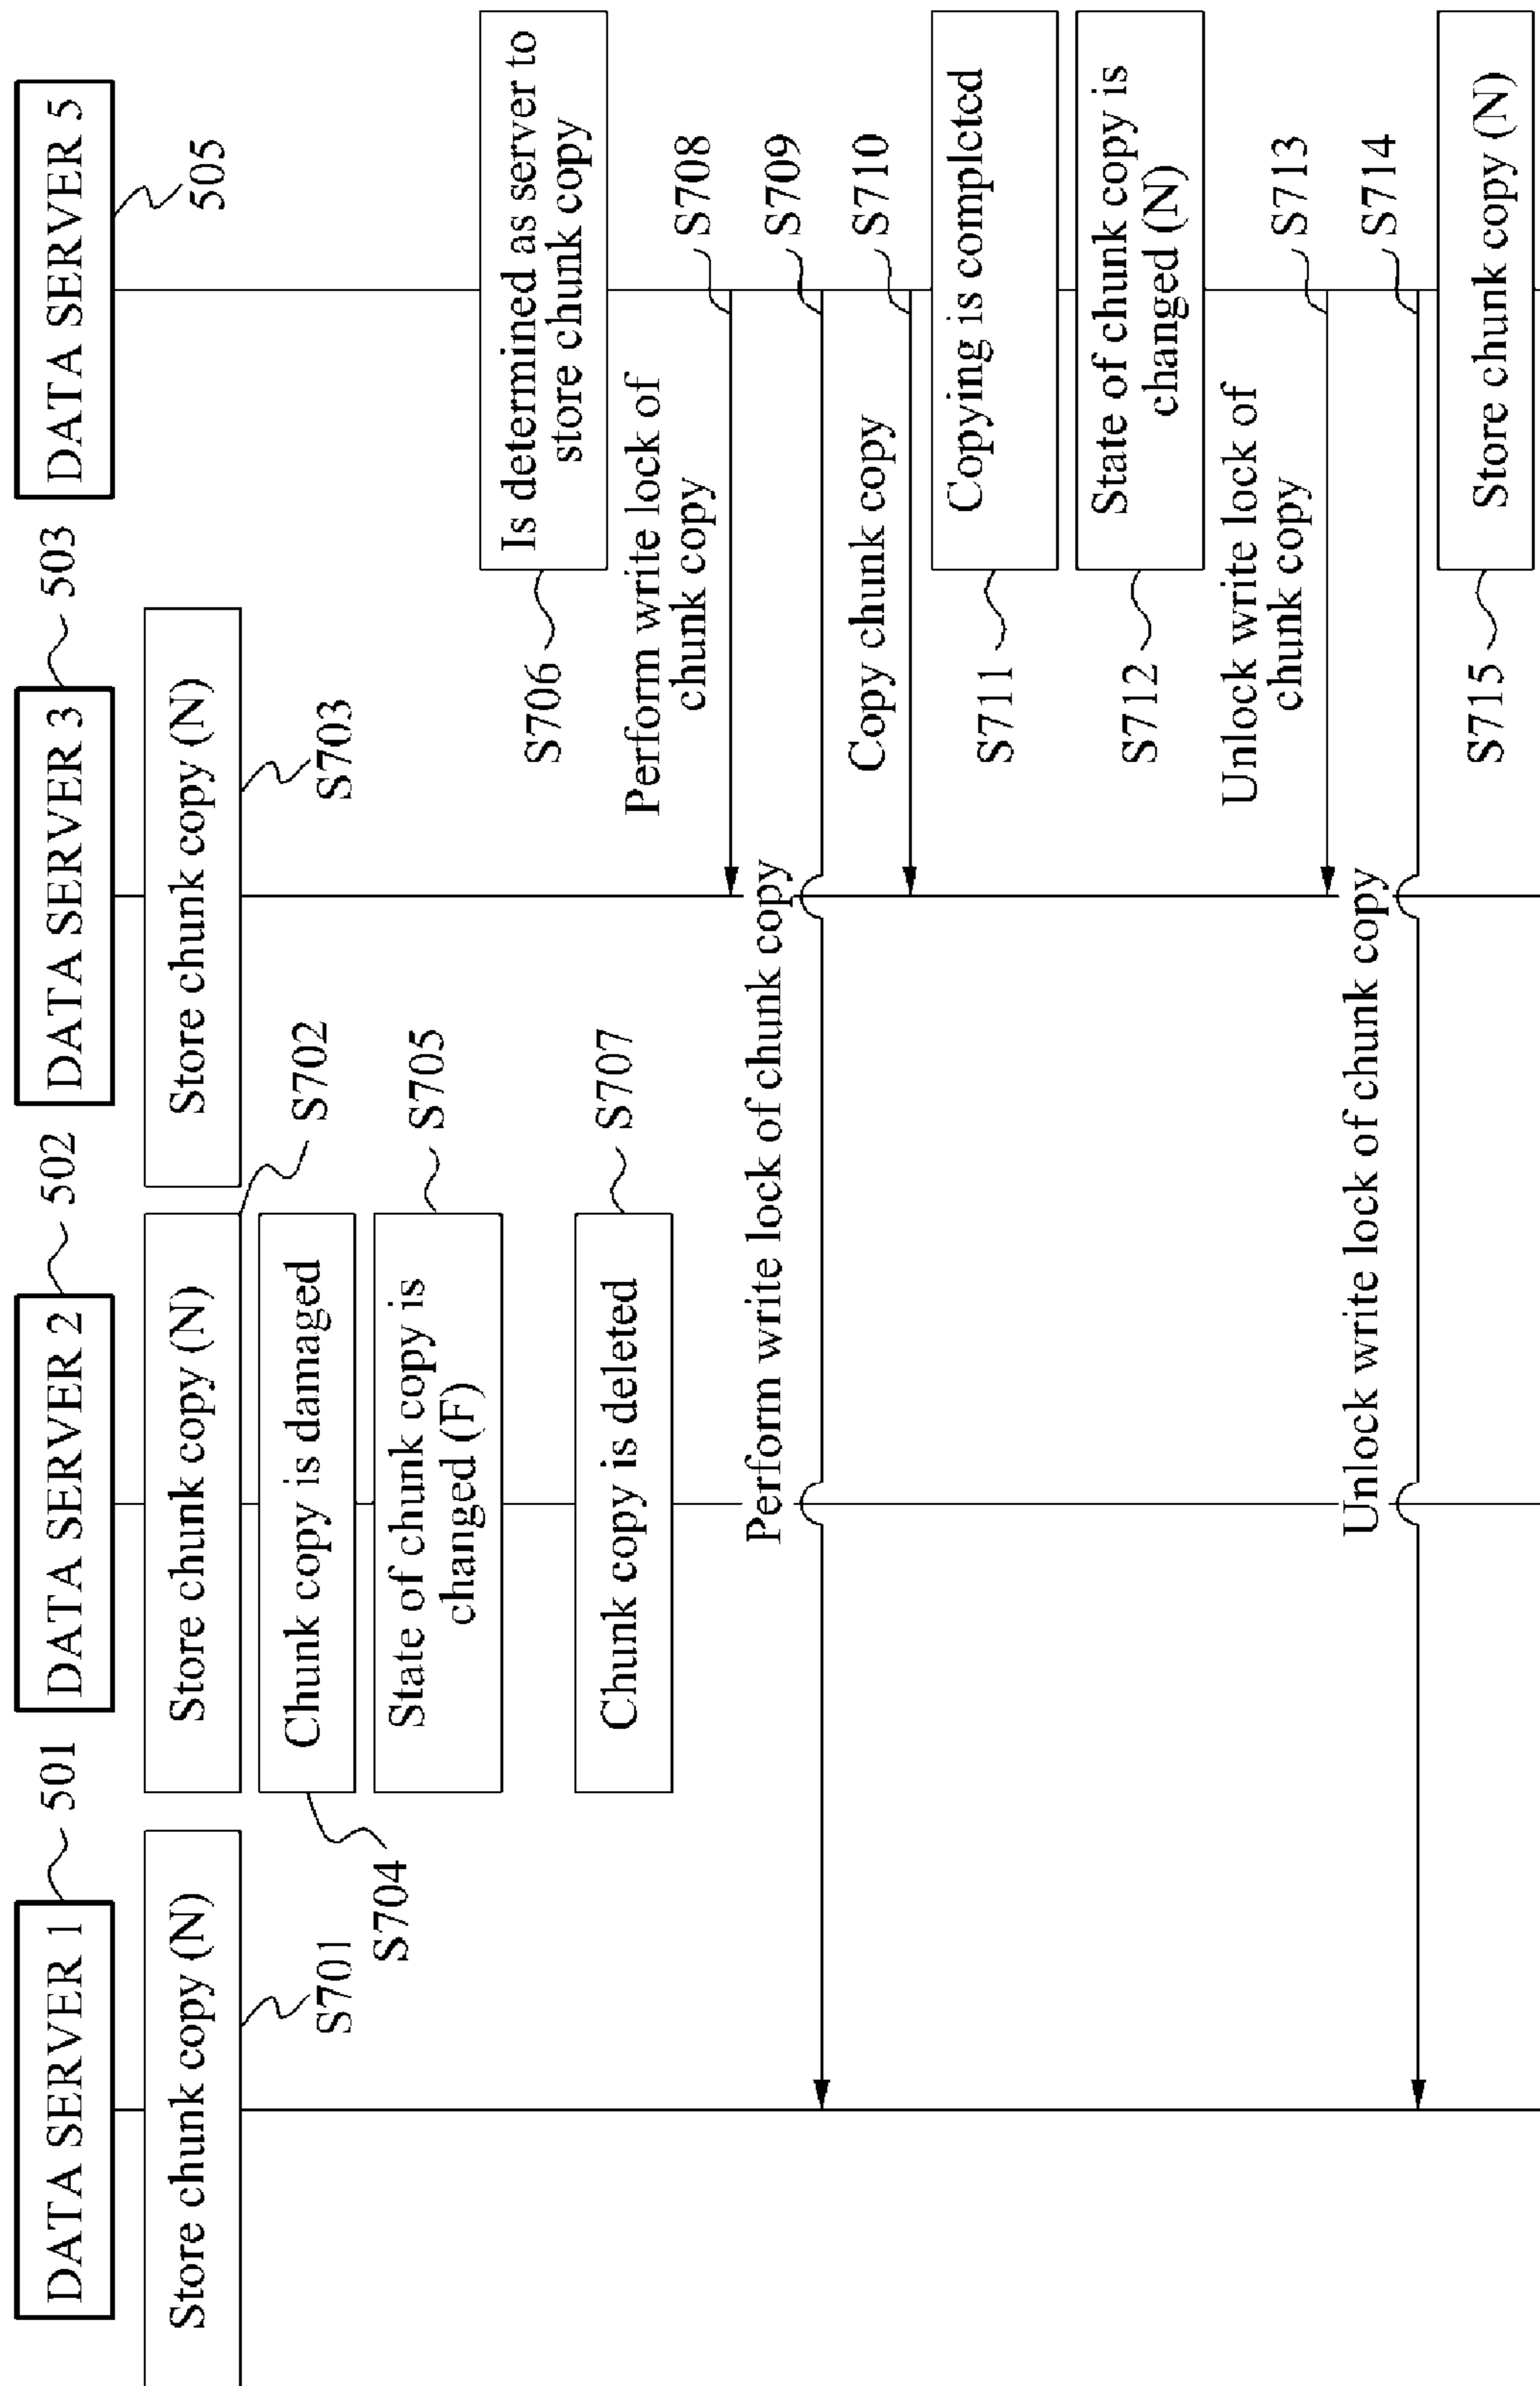 DATA SERVER 1
501
DATA SERVER 2
502
DATA SERVER 3
503
DATA SERVER 5
505
Store chunk copy (N)
S701
Store chunk copy (N)
S702
Store chunk copy (N)
S703
Chunk copy is damaged
S704
State of chunk copy is
changed (F)
S705
Is determined as server to
store chunk copy
S706
Chunk copy is deleted
S707
Perform write lock of
chunk copy
S708
Perform write lock of chunk copy
S709
Copy chunk copy
S710
Copying is completed
S711
State of chunk copy is
changed (N)
S712
Unlock write lock of
chunk copy
S713
Unlock write lock of chunk copy
S714
Store chunk copy (N)
S715